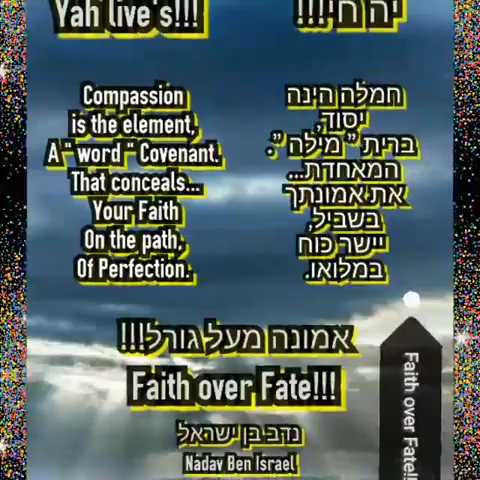 Yah live's!!!
יה חי!!!
Compassion
is the element,
A " word " Covenant.
That conceals...
Your Faith
On the path,
Of Perfection.
חמלה הינה
יסוד,
ברית " מילה ".
המאחדת...
את אמונתך
בשביל,
יישר כוח
במלואו.
אמונה מעל גורל!!!
Faith over Fate!!!
נדב בן ישראל
Nadav Ben Israel
Faith over Fate!!